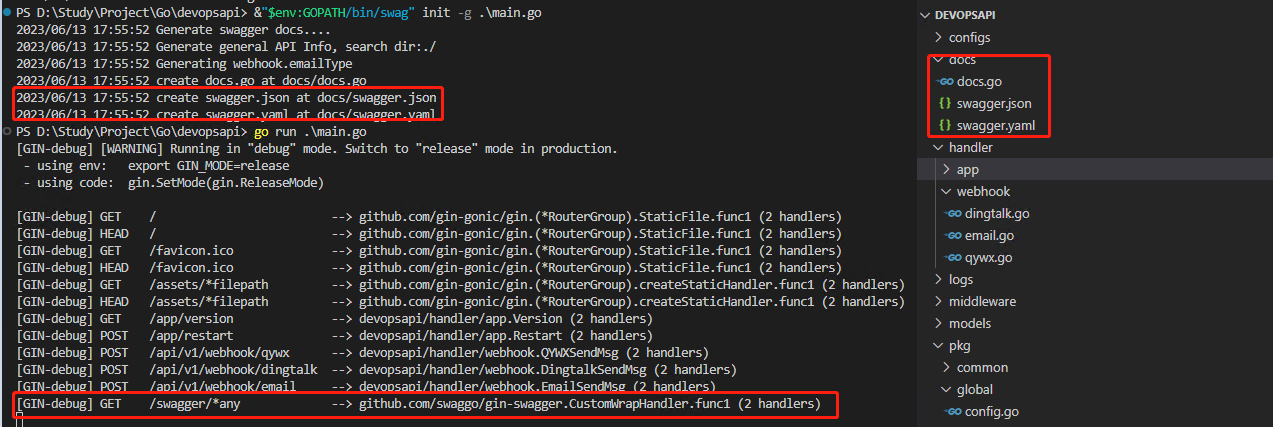 PS D:\Study\Project\Go\devopsapi> &"$env:GOPATH/bin/swag" init -g .\main.go
2023/06/13 17:55:52 Generate swagger docs....
2023/06/13 17:55:52 Generate general API Info, search dir:./
2023/06/13 17:55:52 Generating webhook.emailType
2023/06/13 17:55:52 create docs.go at docs/docs.go
2023/06/13 17:55:52 create swagger.json at docs/swagger.json
2023/06/13 17:55:52 create swagger.yaml at docs/swagger.yaml
PS D:\Study\Project\Go\devopsapi> go run .\main.go
[GIN-debug] [WARNING] Running in "debug" mode. Switch to "release" mode in production.
- using env: export GIN_MODE=release
- using code: gin.SetMode(gin.ReleaseMode)
[GIN-debug] GET / --> github.com/gin-gonic/gin.(*RouterGroup).StaticFile.func1 (2 handlers)
[GIN-debug] HEAD / --> github.com/gin-gonic/gin.(*RouterGroup).StaticFile.func1 (2 handlers)
[GIN-debug] GET /favicon.ico --> github.com/gin-gonic/gin.(*RouterGroup).StaticFile.func1 (2 handlers)
[GIN-debug] HEAD /favicon.ico --> github.com/gin-gonic/gin.(*RouterGroup).StaticFile.func1 (2 handlers)
[GIN-debug] GET /assets/*filepath --> github.com/gin-gonic/gin.(*RouterGroup).createStaticHandler.func1 (2 handlers)
[GIN-debug] HEAD /assets/*filepath --> github.com/gin-gonic/gin.(*RouterGroup).createStaticHandler.func1 (2 handlers)
[GIN-debug] GET /app/version --> devopsapi/handler/app.Version (2 handlers)
[GIN-debug] POST /app/restart --> devopsapi/handler/app.Restart (2 handlers)
[GIN-debug] POST /api/v1/webhook/qywx --> devopsapi/handler/webhook.QYWXSendMsg (2 handlers)
[GIN-debug] POST /api/v1/webhook/dingtalk --> devopsapi/handler/webhook.DingtalkSendMsg (2 handlers)
[GIN-debug] POST /api/v1/webhook/email --> devopsapi/handler/webhook.EmailSendMsg (2 handlers)
[GIN-debug] GET /swagger/*any --> github.com/swaggo/gin-swagger.CustomWrapHandler.func1 (2 handlers)
DEVOPSAPI
configs
docs
docs.go
swagger.json
swagger.yaml
handler
app
webhook
dingtalk.go
email.go
qywx.go
logs
middleware
models
pkg
common
global
config.go